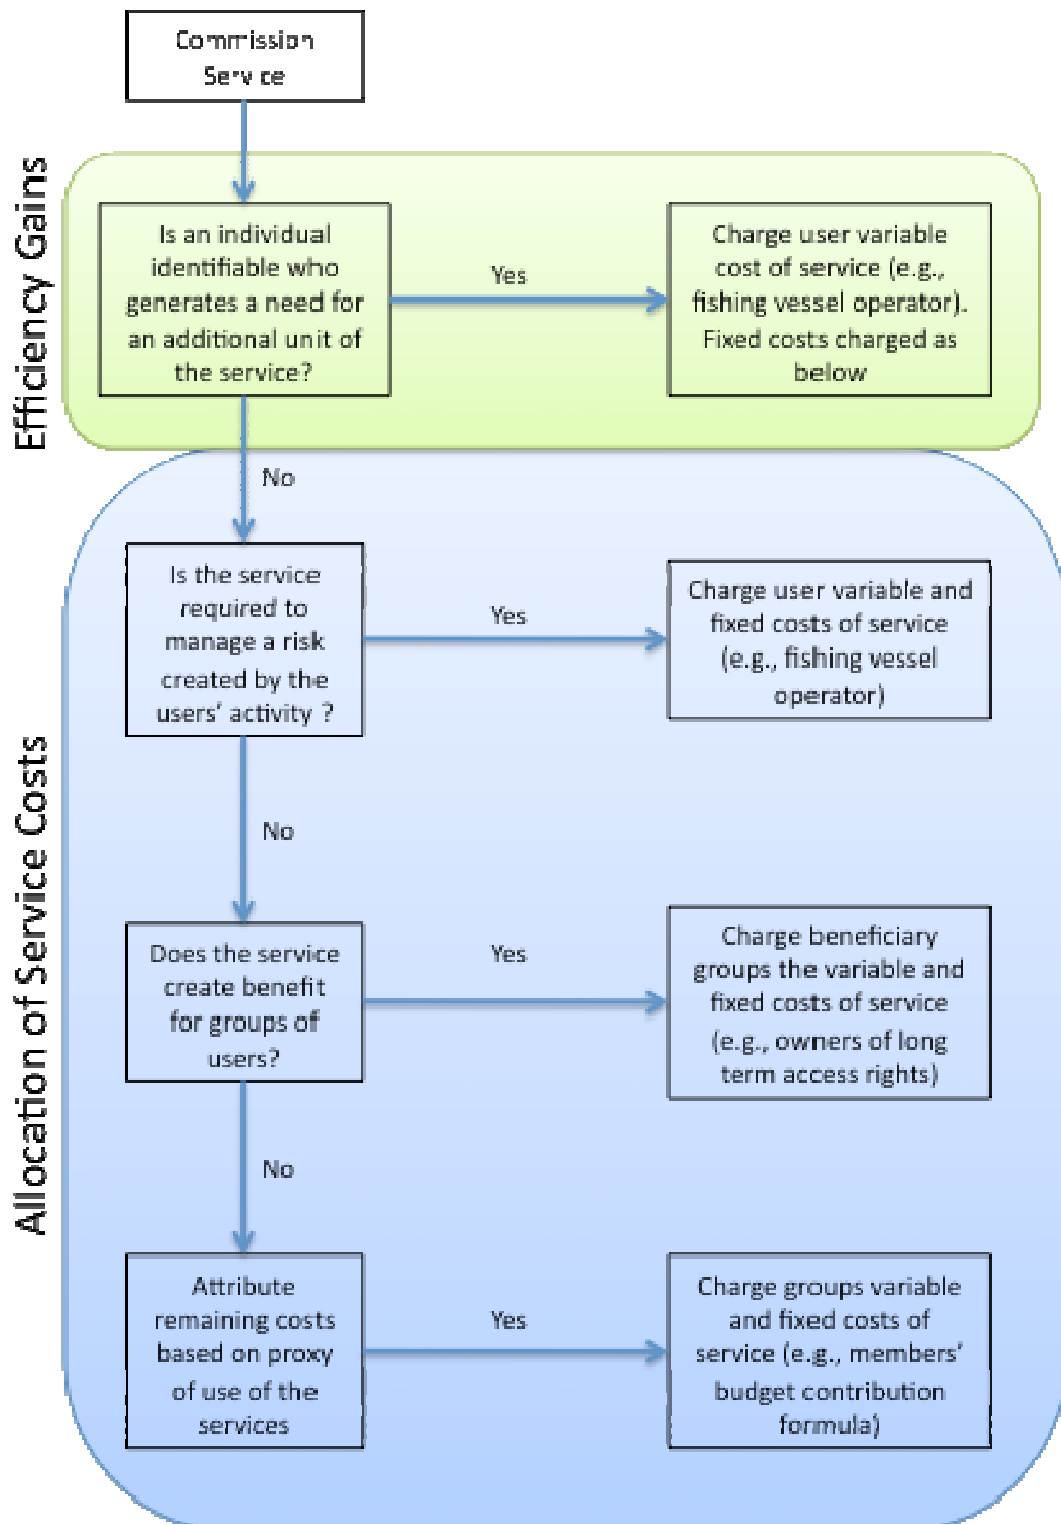 Commission
Service
Efficiency Gains
Is an individual
identifiable who
generates a need for
an additional unit of
the service?
Yes
Charge user variable
cost of service (e.g.,
fishing vessel operator).
Fixed costs charged as
below
No
Allocation of Service Costs
Is the service
required to
manage a risk
created by the
users' activity ?
Yes
Charge user variable and
fixed costs of service
(e.g., fishing vessel
operator)
No
Does the service
create benefit
for groups of
users?
Yes
Charge beneficiary
groups the variable and
fixed costs of service
(e.g., owners of long
term access rights)
No
Attribute
remaining costs
based on proxy
of use of the
services
Yes
Charge groups variable
and fixed costs of
service (e.g., members'
budget contribution
formula)